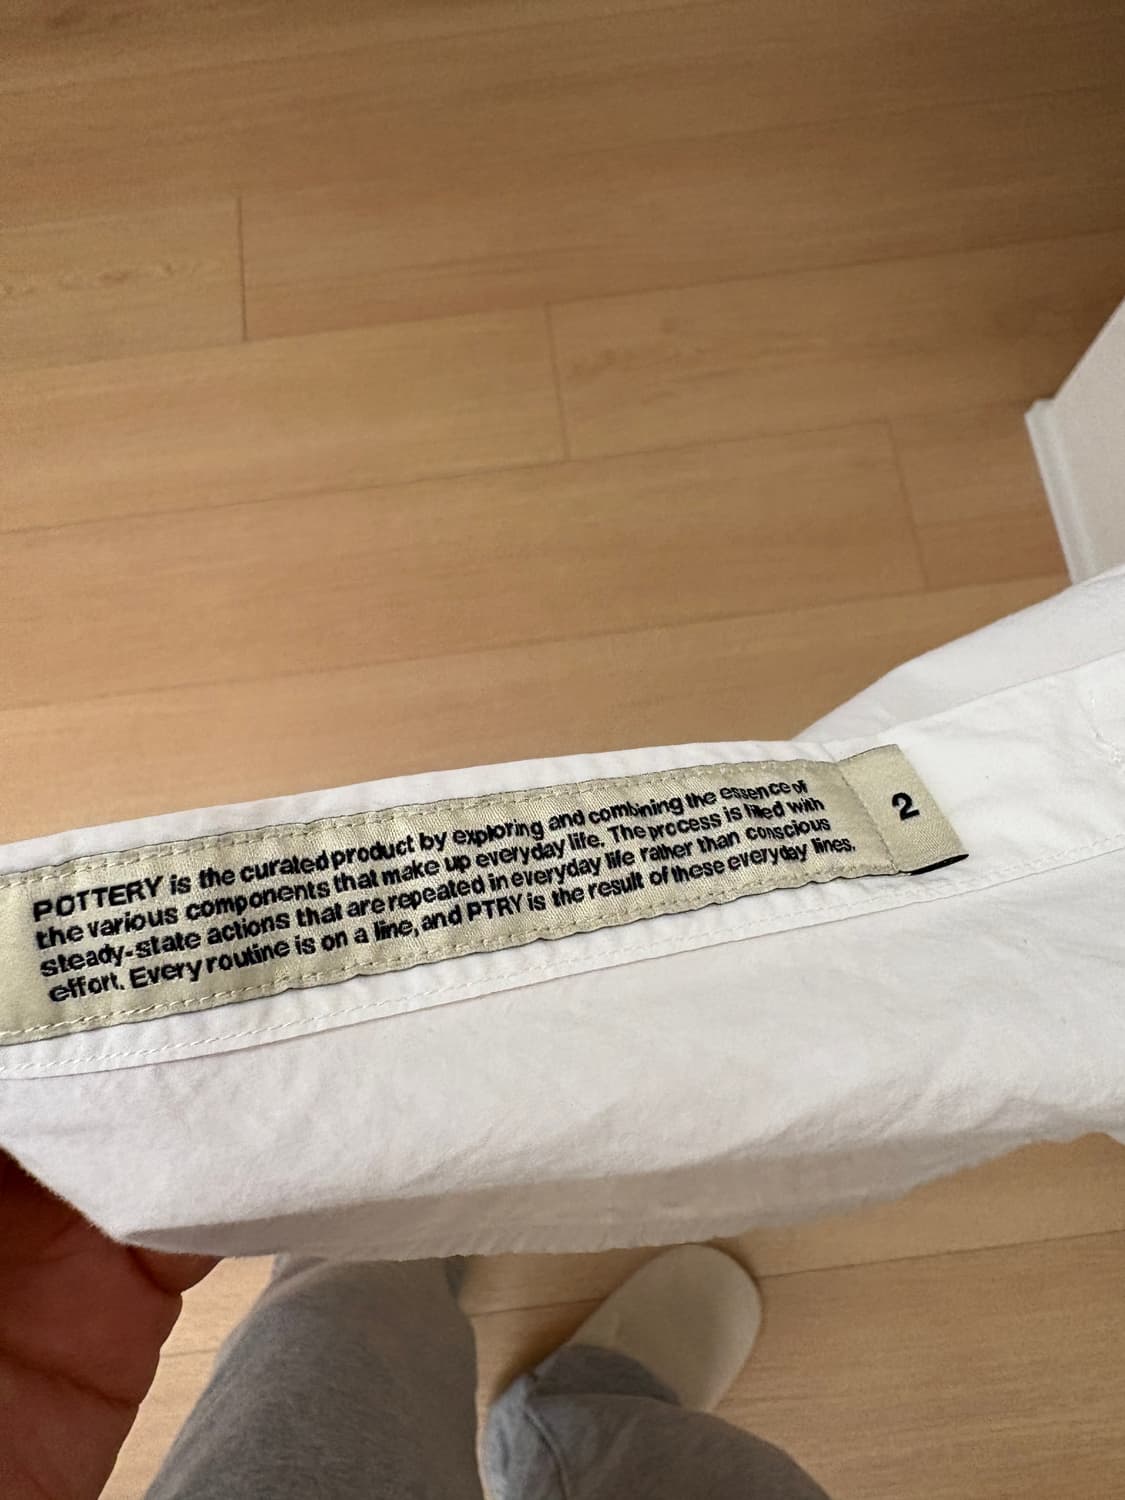 POTTERY is the curated product by exploring and combining the essence of
the various components that make up everyday life. The process is filled with
steady-state actions that are repeated in everyday life rather than conscious
effort. Every routine is on a line, and PTRY is the result of these everyday lines.
2